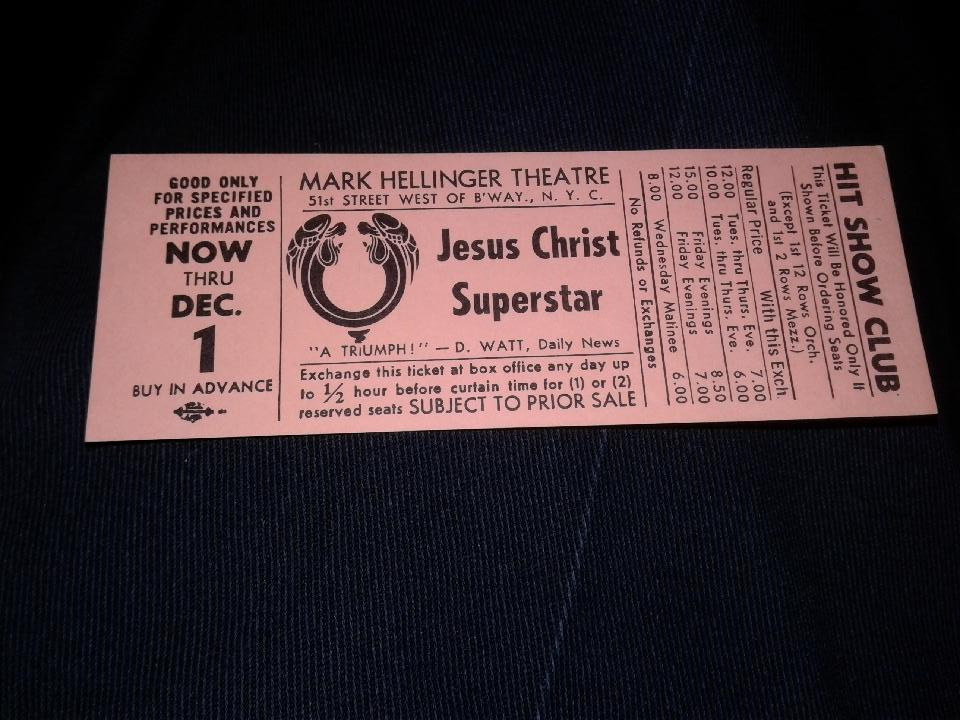 GOOD ONLY
FOR SPECIFIED
PRICES AND
PERFORMANCES
NOW
THRU
DEC.
1
BUY IN ADVANCE
MARK HELLINGER THEATRE
51st STREET WEST OF B'WAY., N. Y. C.
Jesus Christ
Superstar
"A TRIUMPH!" — D. WATT, Daily News
Exchange this ticket at box office any day up
to ½ hour before curtain time for (1) or (2)
reserved seats SUBJECT TO PRIOR SALE
HIT SHOW CLUB
This Ticket Will Be Honored Only If
Shown Before Ordering Seats
(Except 1st 12 Rows Orch.
and 1st 2 Rows Mezz.)
Regular Price With this Exch.
12.00 Tues. thru Thurs. Eve. 7.00
10.00 Tues. thru Thurs. Eve. 6.00
15.00 Friday Evenings 8.50
12.00 Friday Evenings 7.00
8.00 Wednesday Matinee 6.00
No Refunds or Exchanges